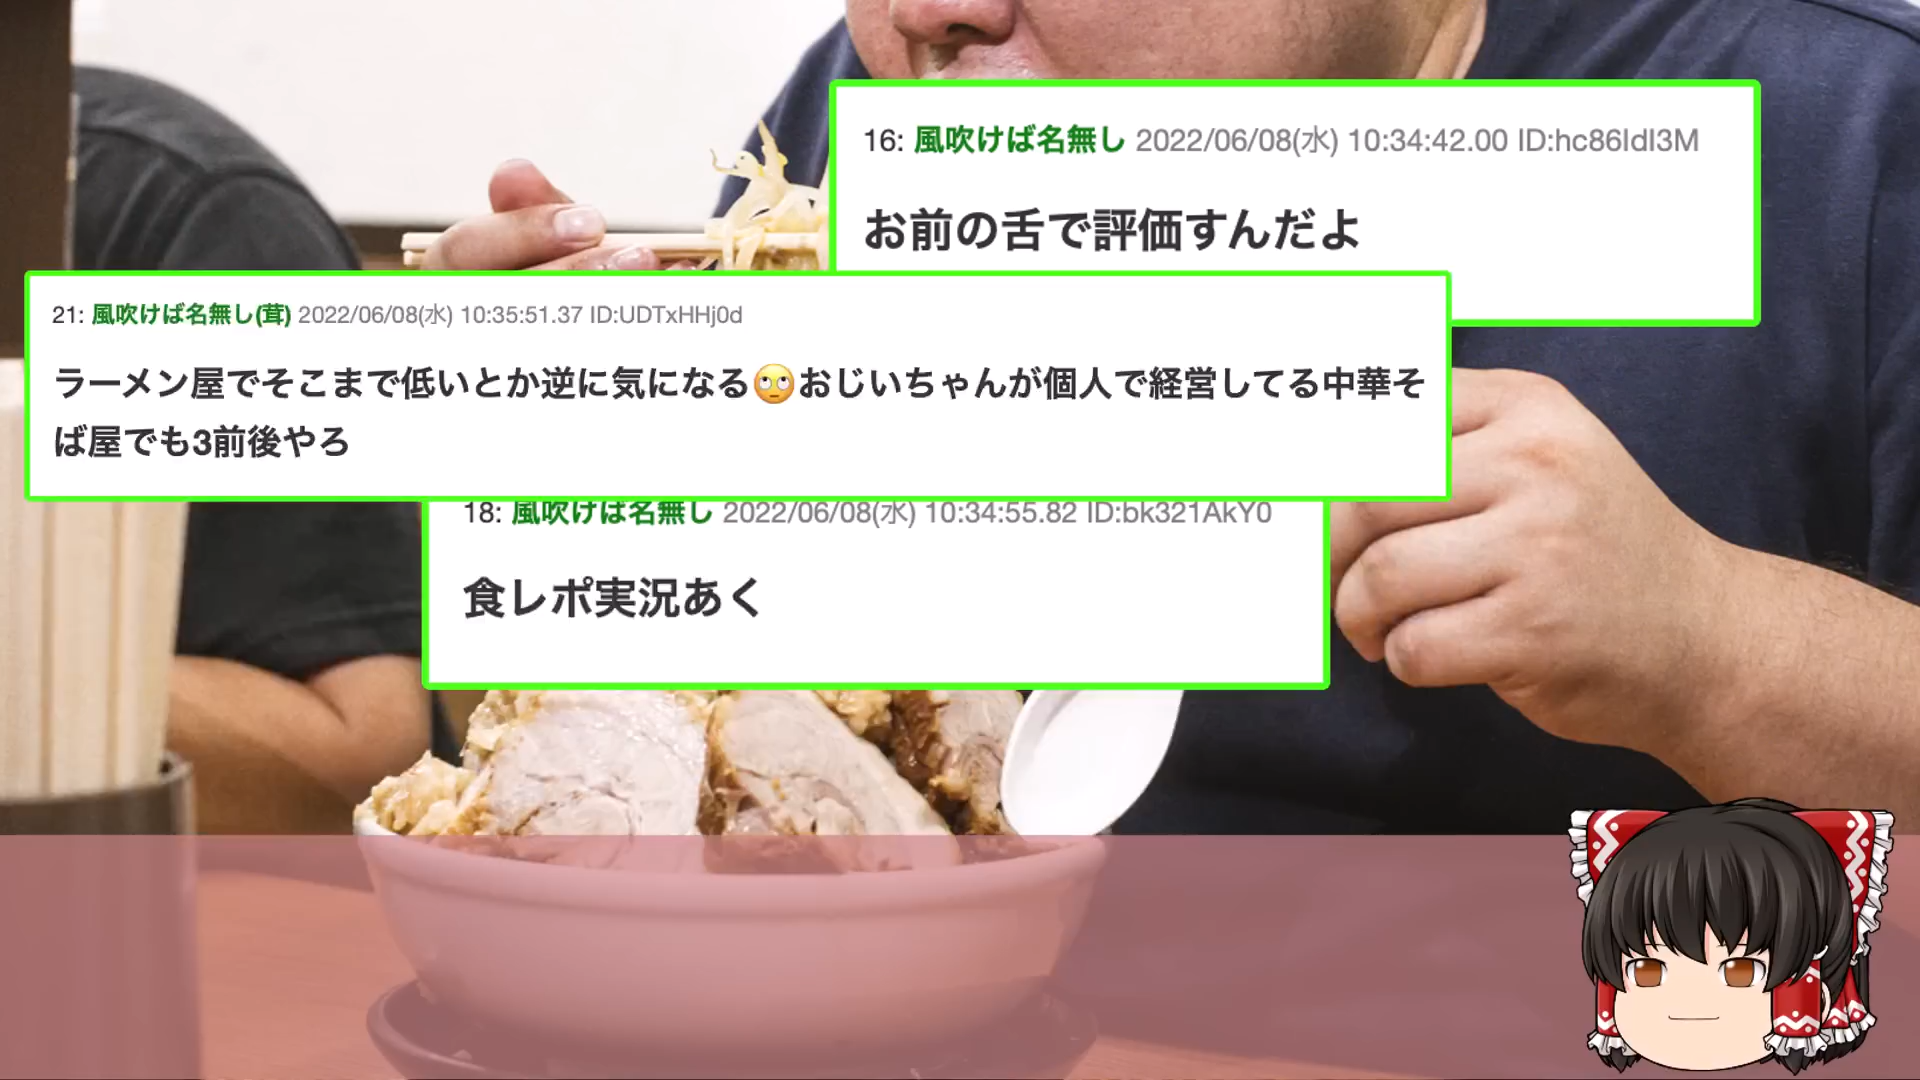 16: 風吹けば名無し 2022/06/08(水) 10:34:42.00 ID:hc86IdI3M
お前の舌で評価すんだよ
21: 風吹けば名無し(茸) 2022/06/08(水) 10:35:51.37 ID:UDTxHHj0d
ラーメン屋でそこまで低いとか逆に気になる🙄おじいちゃんが個人で経営してる中華そ
ば屋でも3前後やろ
18: 風吹けば名無し 2022/06/08(水) 10:34:55.82 ID:bk321AkY0
食レポ実況あく